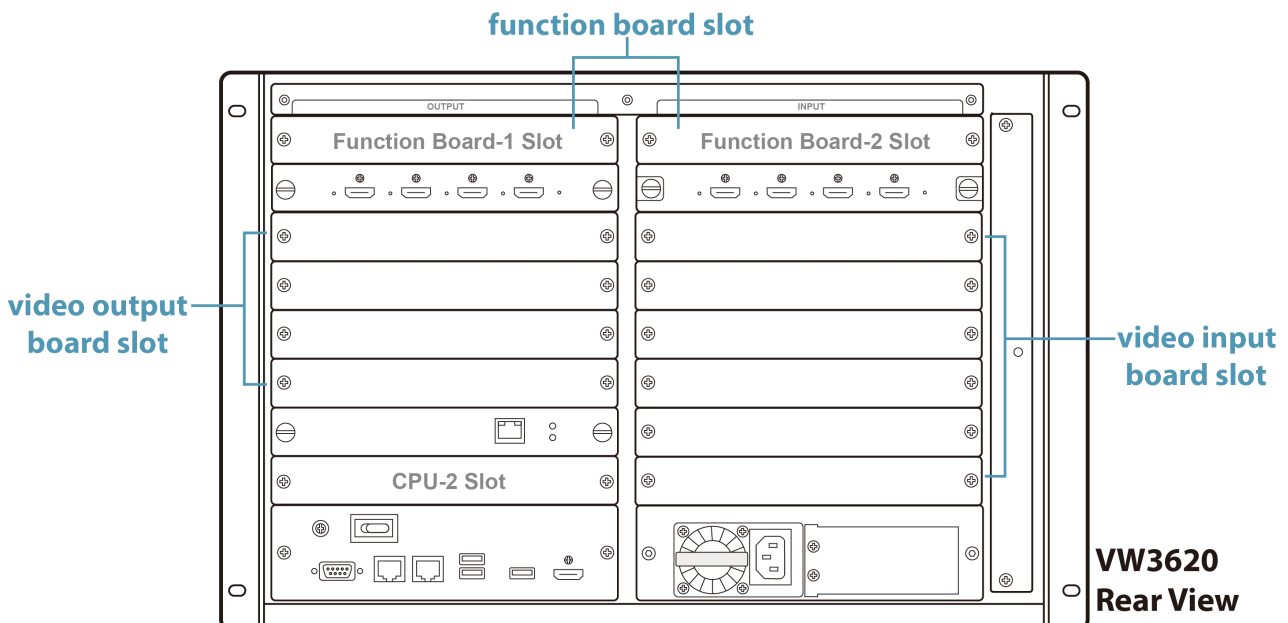 function board slot
OUTPUT
INPUT
Function Board-1 Slot
Function Board-2 Slot
video output
board slot
video input
board slot
CPU-2 Slot
VW3620
Rear View